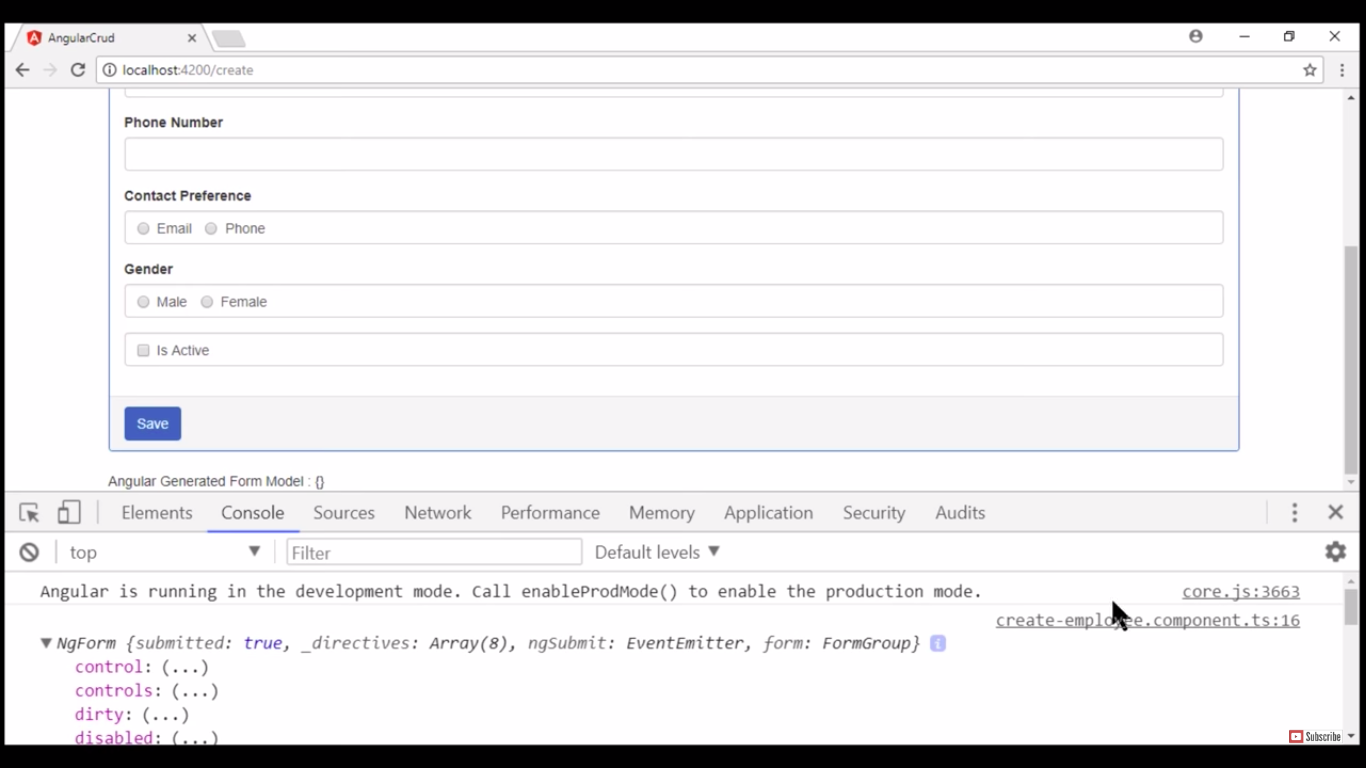 AngularCrud
localhost:4200/create
Phone Number
Contact Preference
Email Phone
Gender
Male Female
Is Active
Save
Angular Generated Form Model : {}
Elements Console Sources Network Performance Memory Application Security Audits
top Filter Default levels
Angular is running in the development mode. Call enableProdMode() to enable the production mode. core.js:3663
create-employee.component.ts:16
NgForm {submitted: true, _directives: Array(8), ngSubmit: EventEmitter, form: FormGroup} i
control: (...)
controls: (...)
dirty: (...)
disabled: (...)
Subscribe